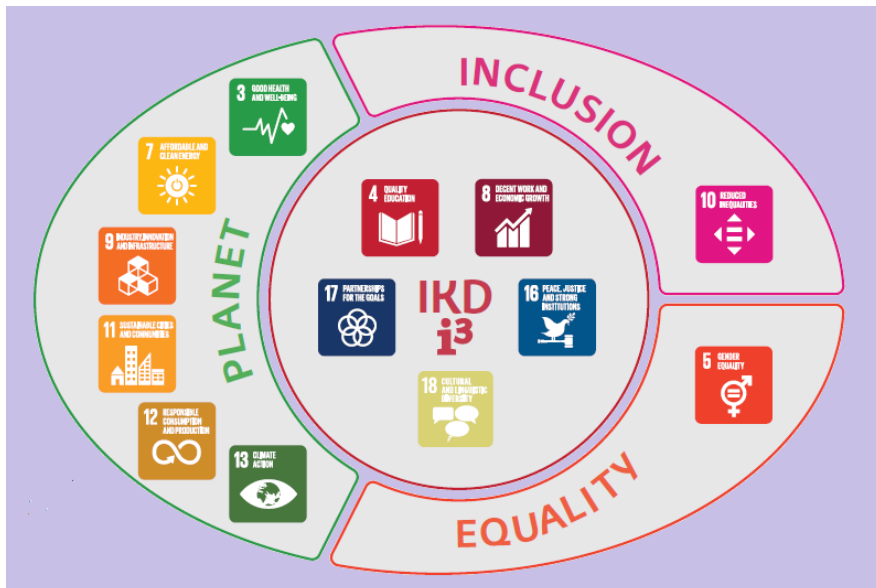 INCLUSION
3 GOOD HEALTH
AND WELL-BEING
7 AFFORDABLE AND
CLEAN ENERGY
9 INDUSTRY, INNOVATION
AND INFRASTRUCTURE
11 SUSTAINABLE CITIES
AND COMMUNITIES
12 RESPONSIBLE
CONSUMPTION
AND PRODUCTION
13 CLIMATE
ACTION
PLANET
4 QUALITY
EDUCATION
8 DECENT WORK AND
ECONOMIC GROWTH
17 PARTNERSHIPS
FOR THE GOALS
IKD
i³
16 PEACE, JUSTICE
AND STRONG
INSTITUTIONS
18 CULTURAL
AND LINGUISTIC
DIVERSITY
10 REDUCED
INEQUALITIES
5 GENDER
EQUALITY
EQUALITY